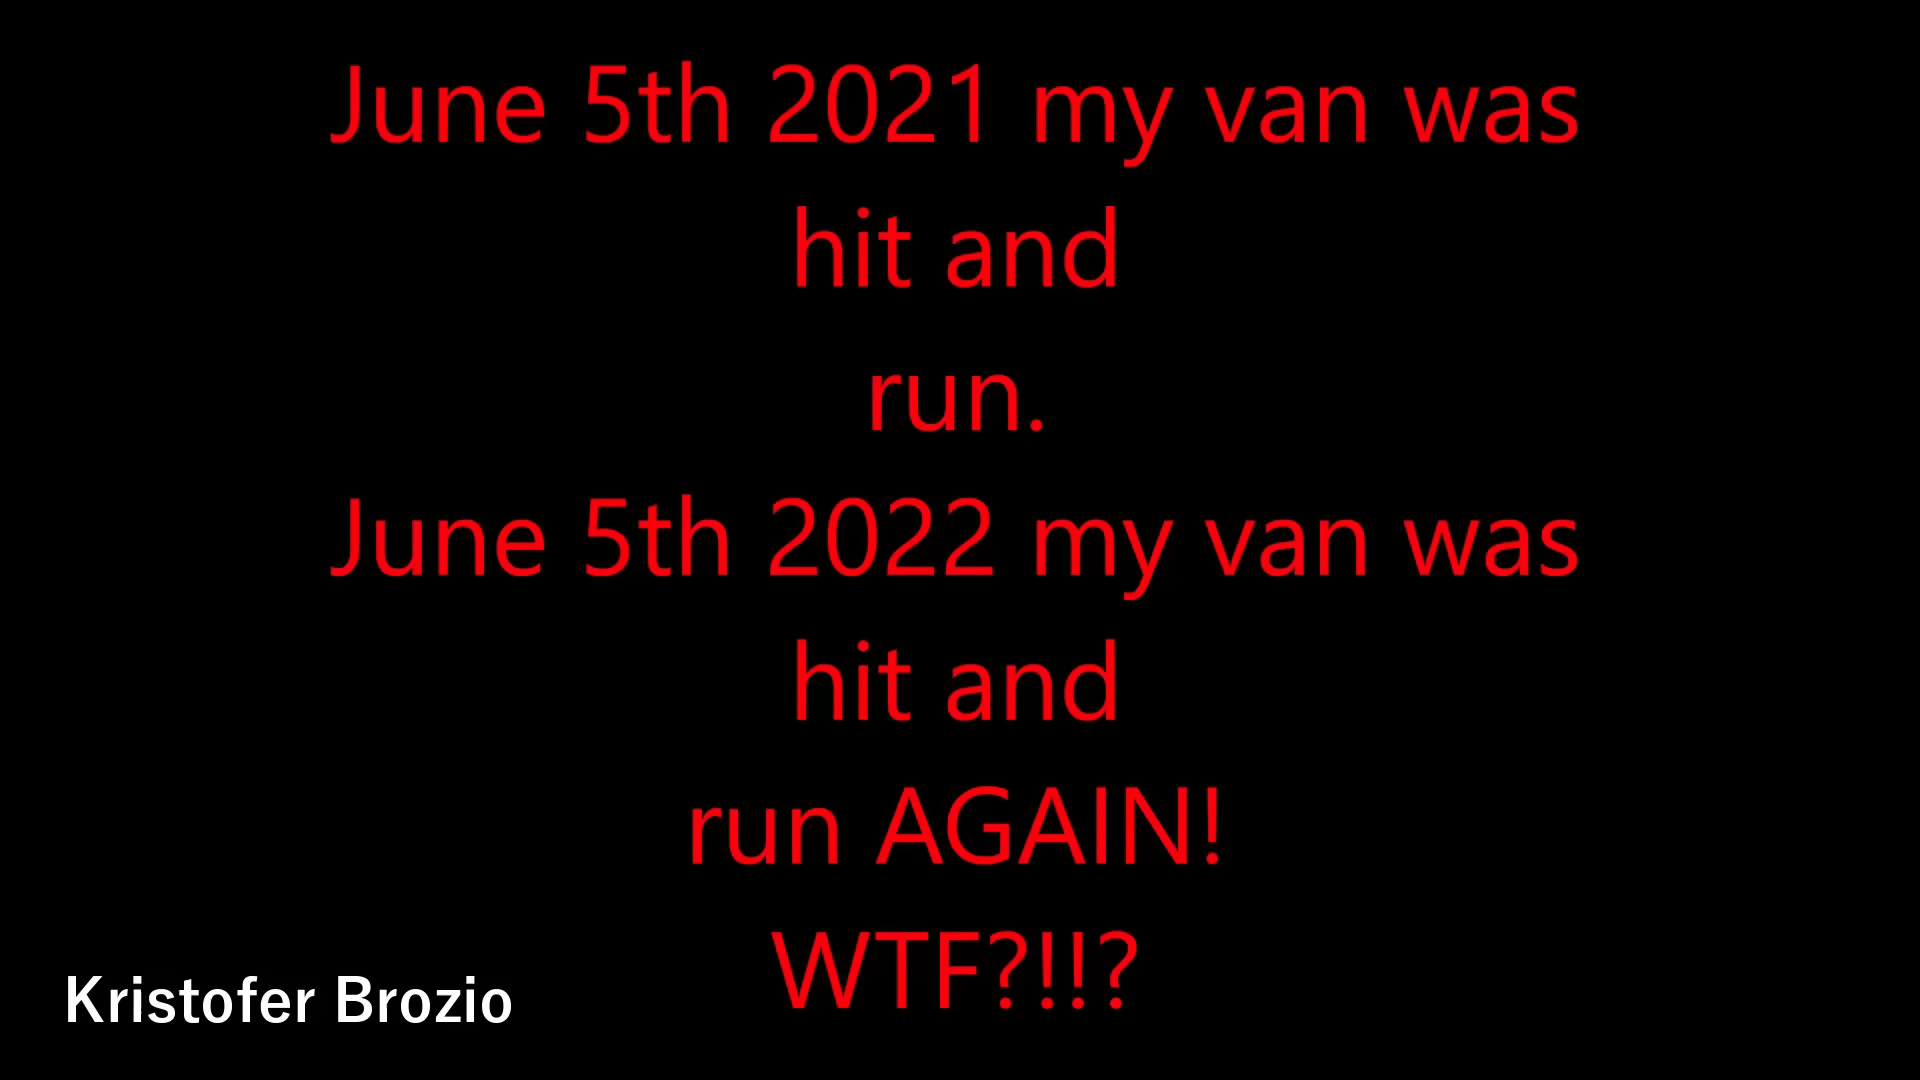 June 5th 2021 my van was
hit and
run.
June 5th 2022 my van was
hit and
run AGAIN!
WTF?!!?
Kristofer Brozio